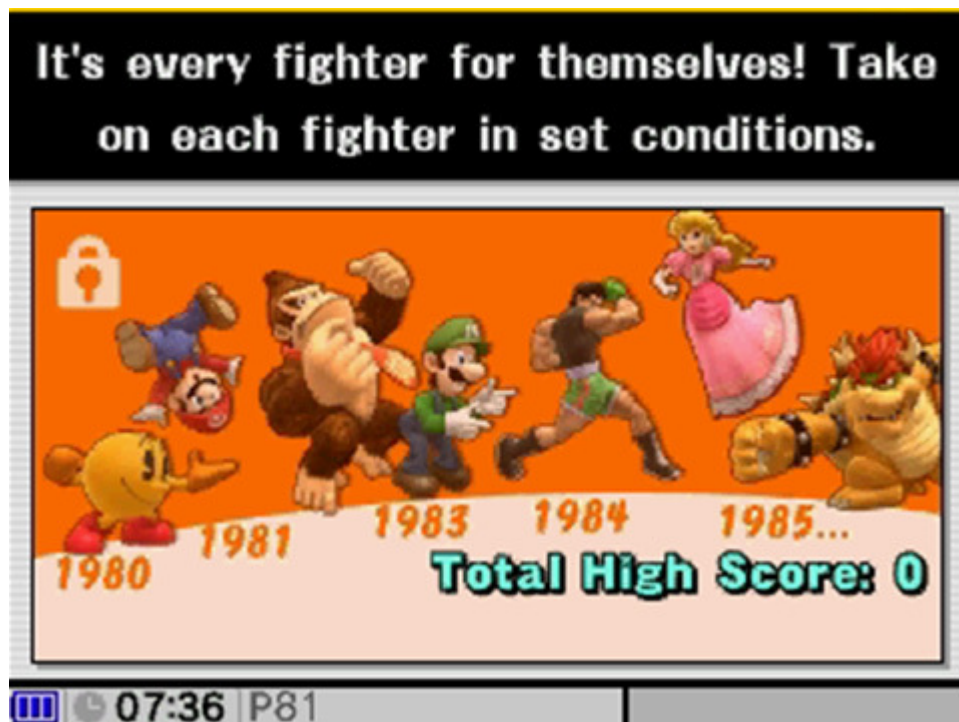 It's every fighter for themselves! Take
on each fighter in set conditions.
1980
1981
1983
1984
1985...
Total High Score: 0
07:36 P81